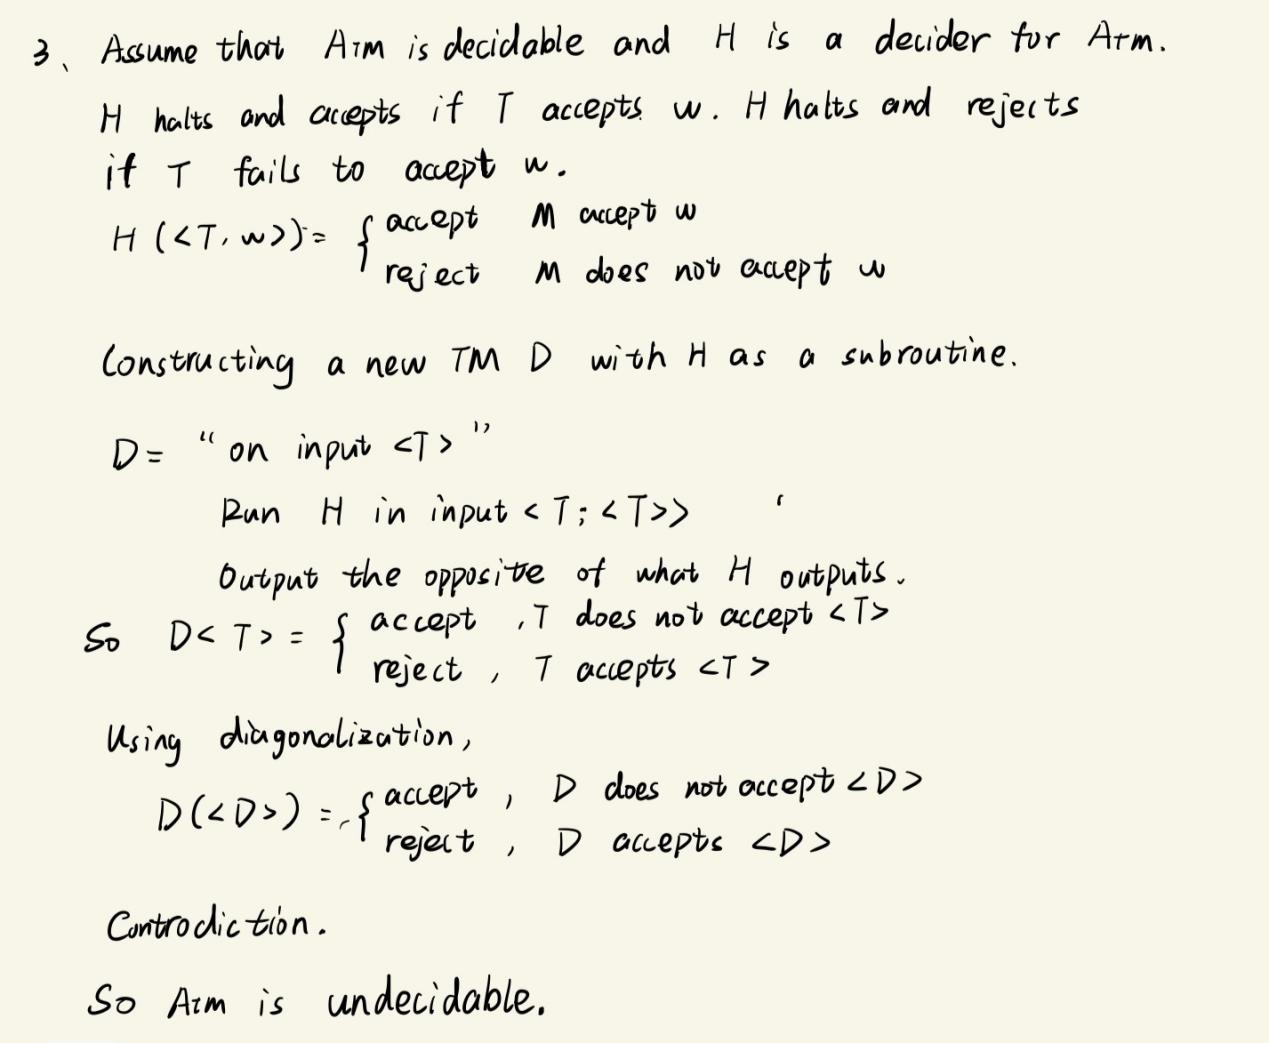 3、 Assume that ATM is decidable and H is a decider for ATM.
H halts and accepts if T accepts w. H halts and rejects
if T fails to accept w.
H (<T, w>) = { accept M accept w
reject M does not accept w
Constructing a new TM D with H as a subroutine.
D = “on input <T>”
Run H in input <T; <T>>
Output the opposite of what H outputs.
So D<T> = { accept , T does not accept <T>
reject , T accepts <T>
Using diagonalization,
D(<D>) = { accept , D does not accept <D>
reject , D accepts <D>
Controdiction.
So ATM is undecidable.